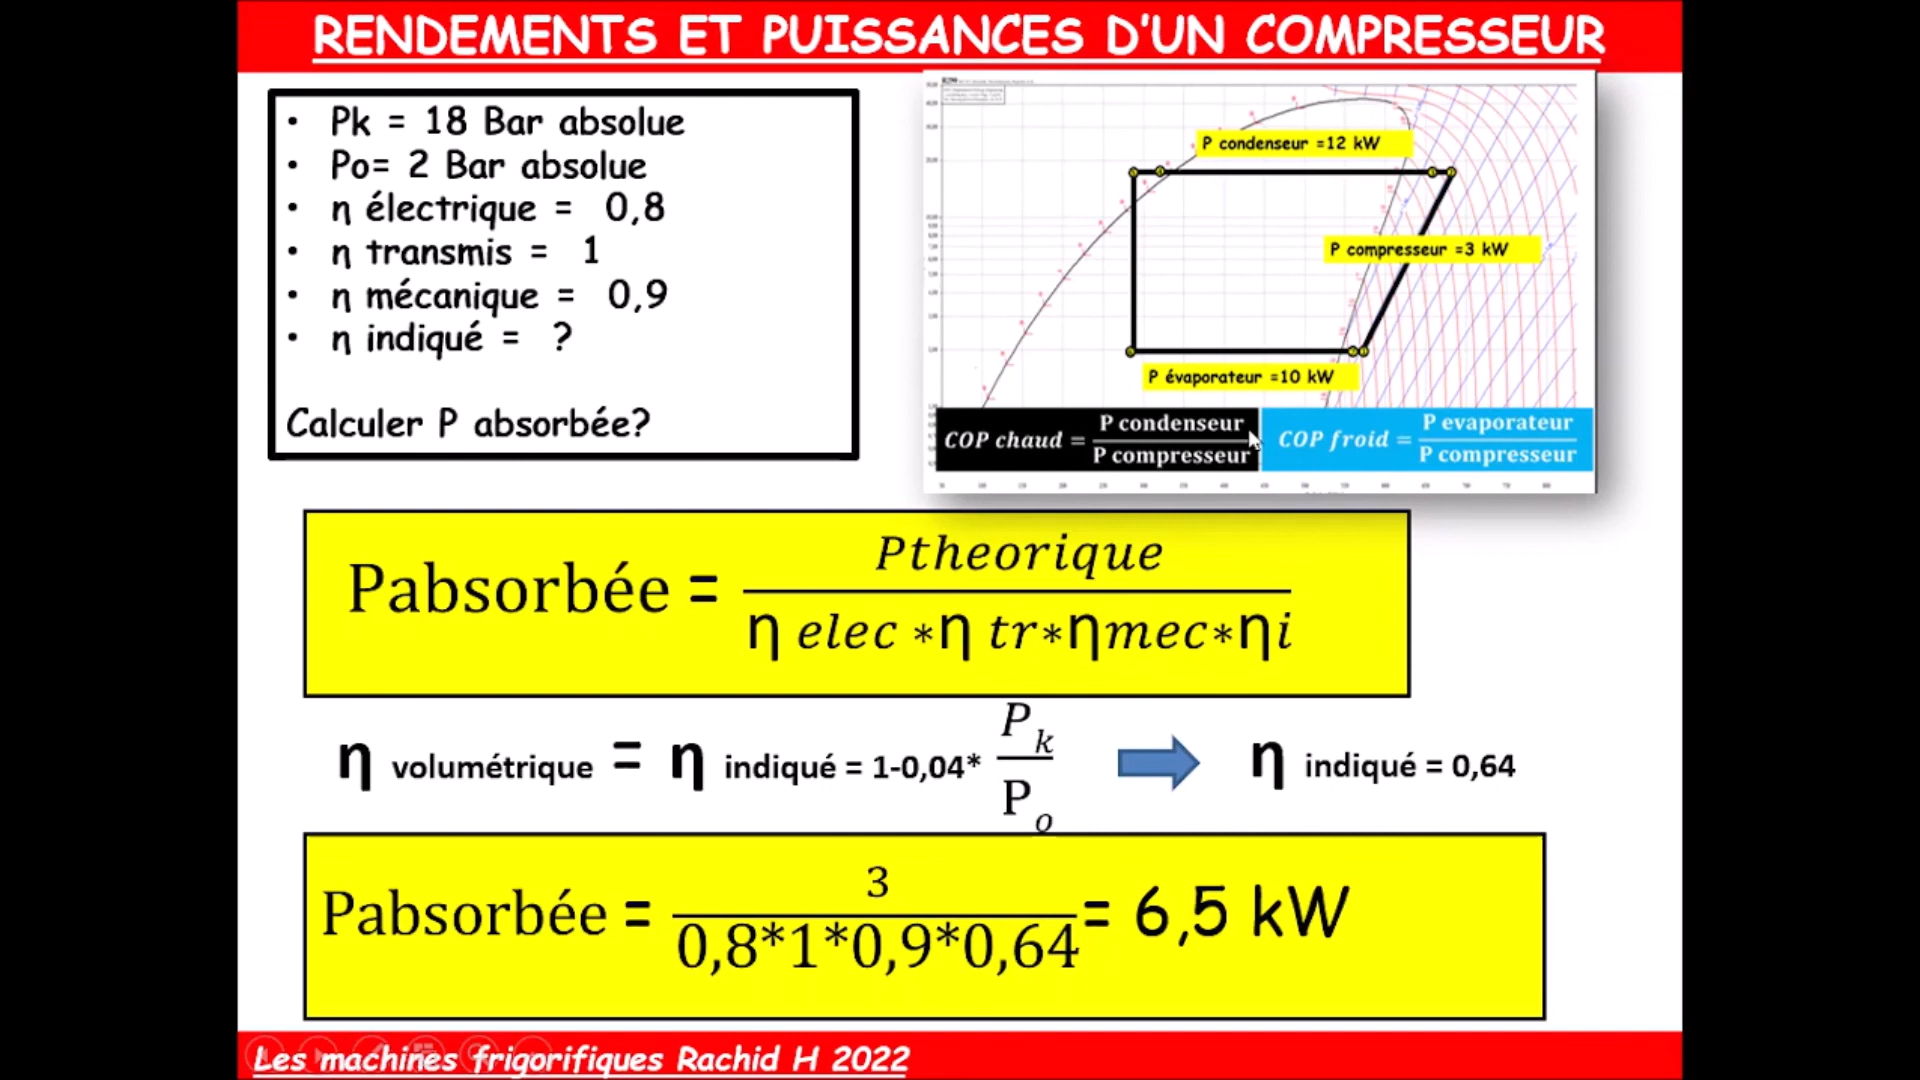 RENDEMENTS ET PUISSANCES D'UN COMPRESSEUR
• Pk = 18 Bar absolue
• Po= 2 Bar absolue
• η électrique = 0,8
• η transmis = 1
• η mécanique = 0,9
• η indiqué = ?
Calculer P absorbée?
P condenseur =12 kW
P compresseur =3 kW
P évaporateur =10 kW
COP chaud = P condenseur / P compresseur
COP froid = P evaporateur / P compresseur
Pabsorbée = Ptheorique / η elec *η tr*ηmec*ηi
η volumétrique = η indiqué = 1-0,04* Pk / Po
η indiqué = 0,64
Pabsorbée = 3 / 0,8*1*0,9*0,64 = 6,5 kW
Les machines frigorifiques Rachid H 2022